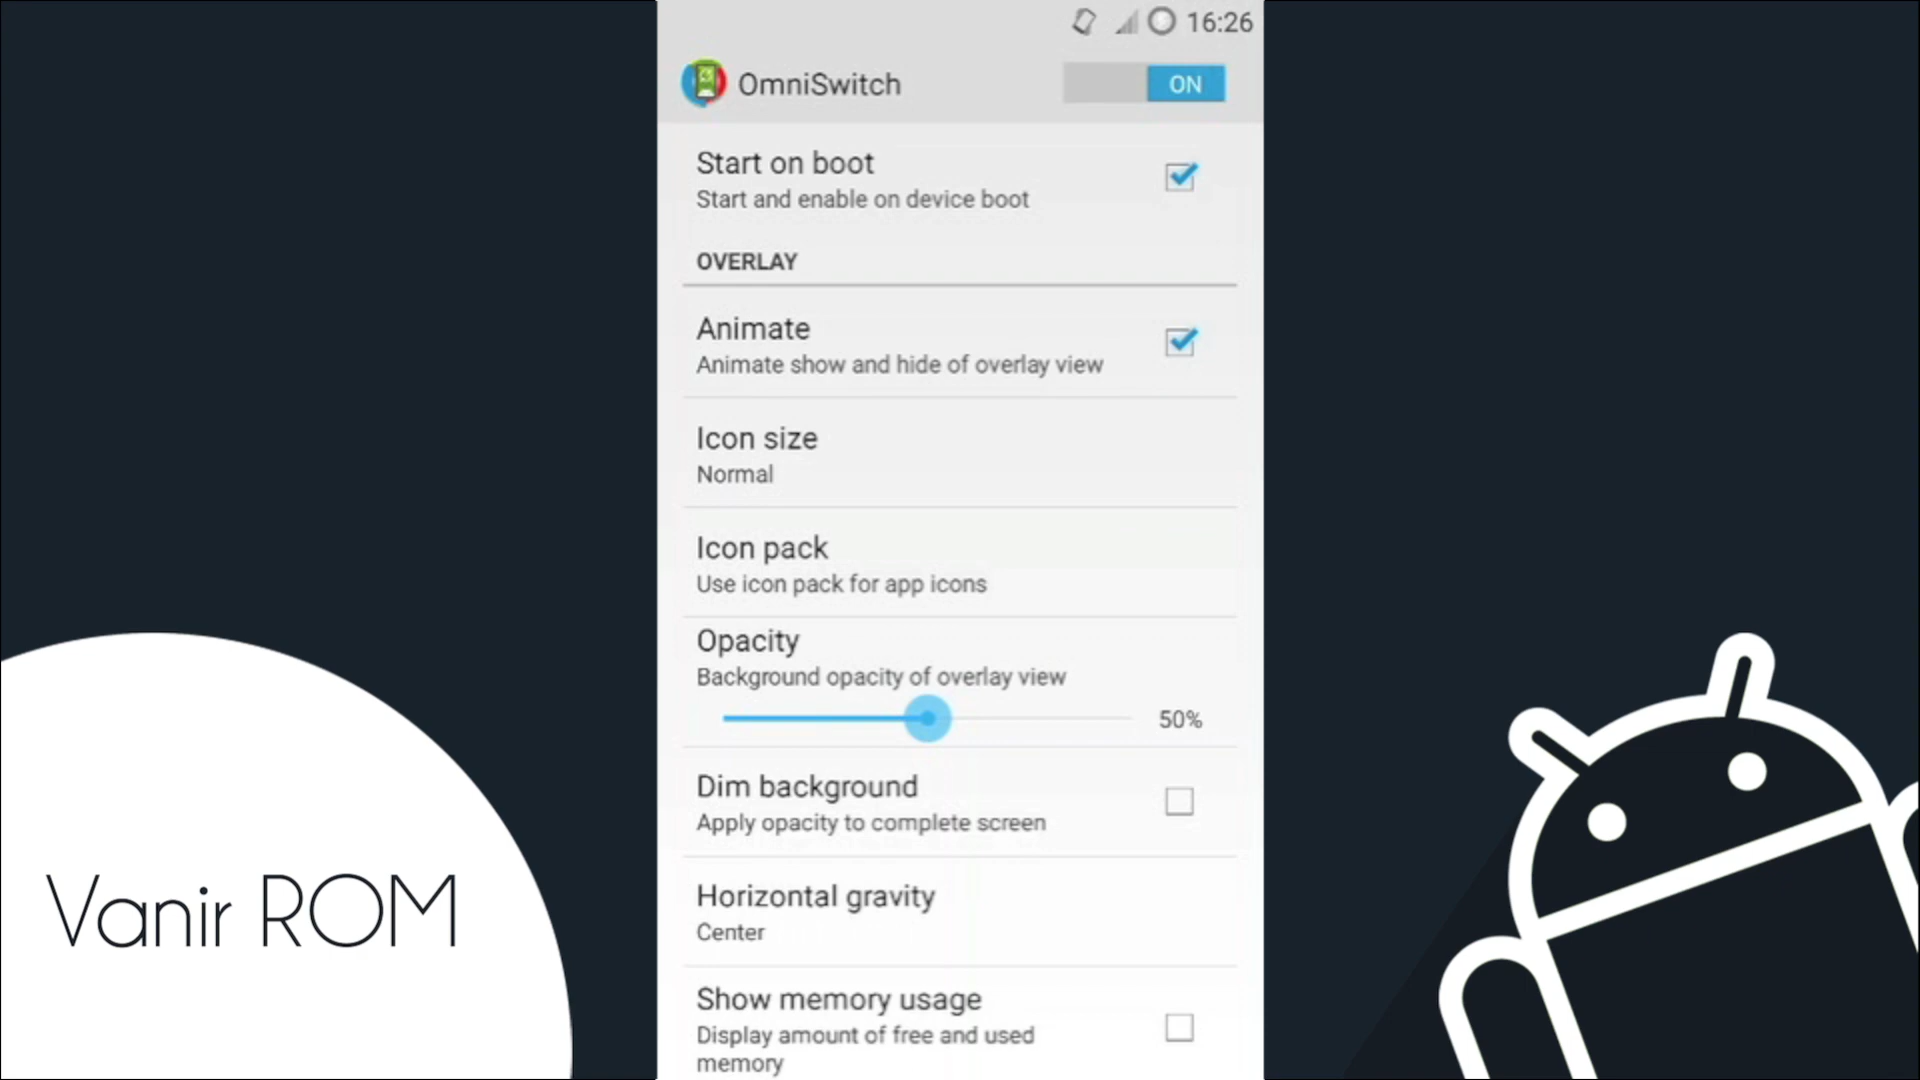 16:26
OmniSwitch
ON
Start on boot
Start and enable on device boot
OVERLAY
Animate
Animate show and hide of overlay view
Icon size
Normal
Icon pack
Use icon pack for app icons
Opacity
Background opacity of overlay view
50%
Dim background
Apply opacity to complete screen
Horizontal gravity
Center
Show memory usage
Display amount of free and used
memory
Vanir ROM